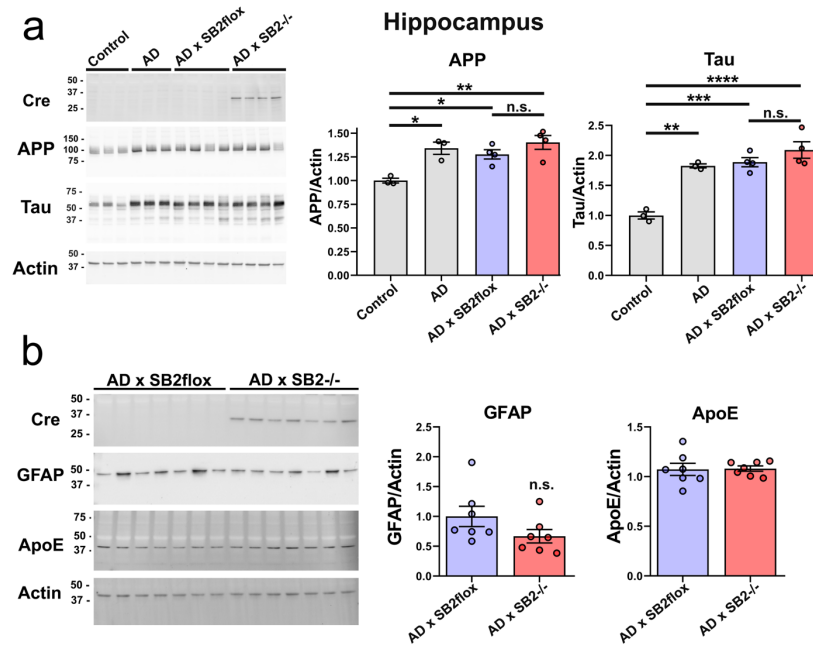 a
Hippocampus
Control
AD
AD x SB2flox
AD x SB2-/-
Cre
50 -
37 -
25 -
APP
150 -
100 -
75 -
Tau
75 -
50 -
37 -
Actin
50 -
37 -
APP
**
*
n.s.
*
APP/Actin
1.50
1.25
1.00
0.75
0.50
0.25
0.00
Control
AD
AD x SB2flox
AD x SB2-/-
Tau
****
***
n.s.
**
Tau/Actin
2.5
2.0
1.5
1.0
0.5
0.0
Control
AD
AD x SB2flox
AD x SB2-/-
b
AD x SB2flox
AD x SB2-/-
Cre
50 -
37 -
25 -
GFAP
50 -
37 -
ApoE
75 -
50 -
37 -
Actin
50 -
37 -
GFAP
n.s.
GFAP/Actin
2.5
2.0
1.5
1.0
0.5
0.0
AD x SB2flox
AD x SB2-/-
ApoE
ApoE/Actin
1.5
1.0
0.5
0.0
AD x SB2flox
AD x SB2-/-